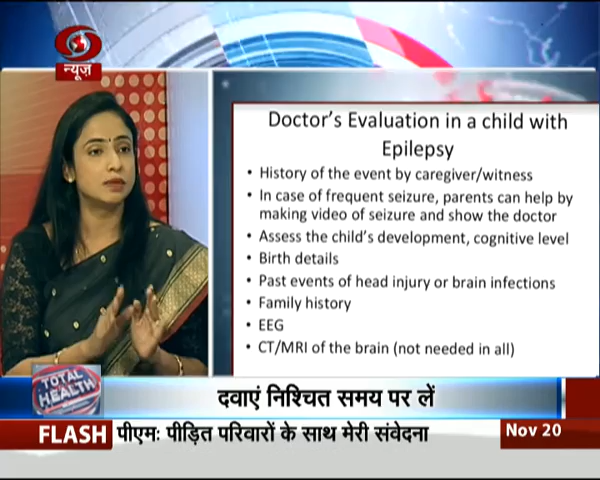 न्यूज़
Doctor's Evaluation in a child with
Epilepsy
• History of the event by caregiver/witness
• In case of frequent seizure, parents can help by
making video of seizure and show the doctor
• Assess the child's development, cognitive level
• Birth details
• Past events of head injury or brain infections
• Family history
• EEG
• CT/MRI of the brain (not needed in all)
TOTAL
HEALTH
दवाएं निश्चित समय पर लें
FLASH पीएमः पीड़ित परिवारों के साथ मेरी संवेदना Nov 20